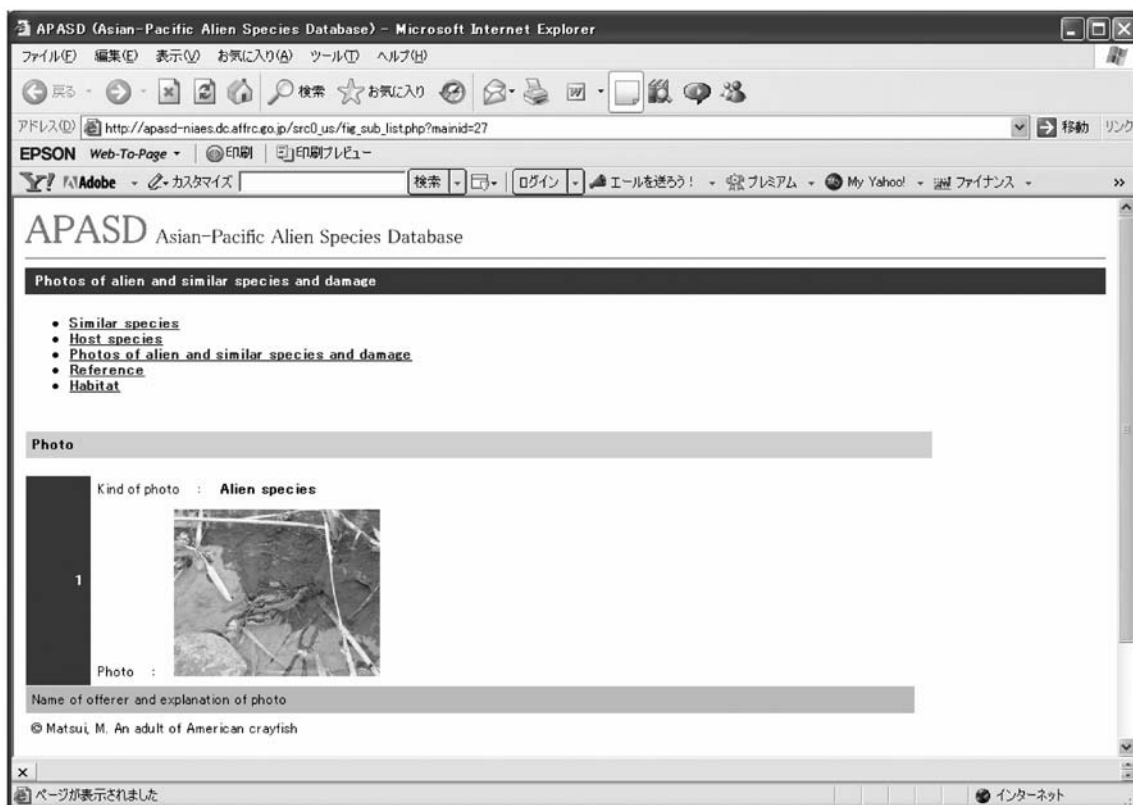 APASD (Asian-Pacific Alien Species Database) - Microsoft Internet Explorer
ファイル(F) 編集(E) 表示(V) お気に入り(A) ツール(T) ヘルプ(H)
戻る 検索 お気に入り
アドレス(D) http://apasd-niaes.dc.affrc.go.jp/src0_us/fig_sub_list.php?mainid=27 移動 リンク
EPSON Web-To-Page 印刷 印刷プレビュー
Y! Adobe カスタマイズ 検索 ログイン エールを送ろう! プレミアム My Yahoo! ファイナンス »
APASD Asian-Pacific Alien Species Database
Photos of alien and similar species and damage
• Similar species
• Host species
• Photos of alien and similar species and damage
• Reference
• Habitat
Photo
Kind of photo : Alien species
1
Photo :
Name of offerer and explanation of photo
© Matsui, M. An adult of American crayfish
×
ページが表示されました インターネット